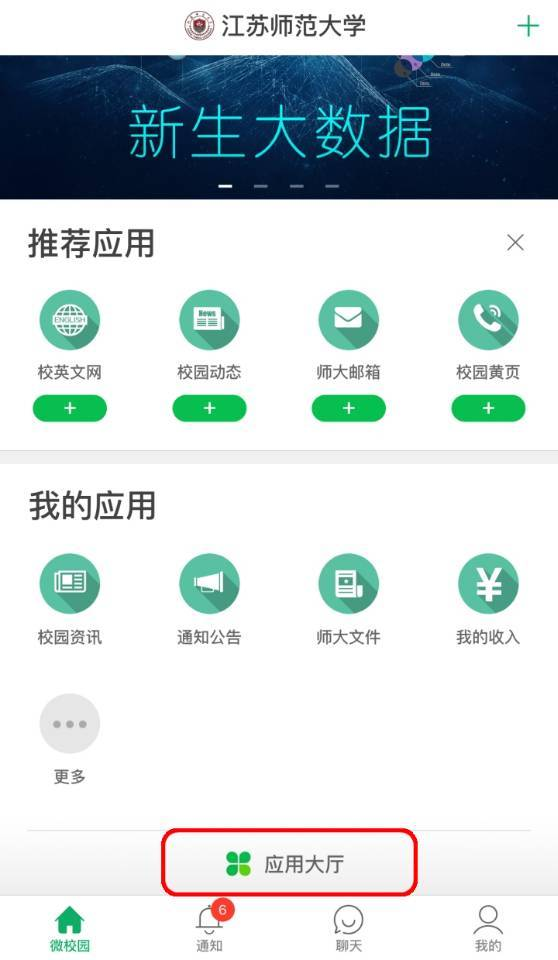 江苏师范大学
新生大数据
推荐应用
ENGLISH
News
校英文网
校园动态
师大邮箱
校园黄页
我的应用
校园资讯
通知公告
师大文件
我的收入
更多
应用大厅
6
微校园
通知
聊天
我的